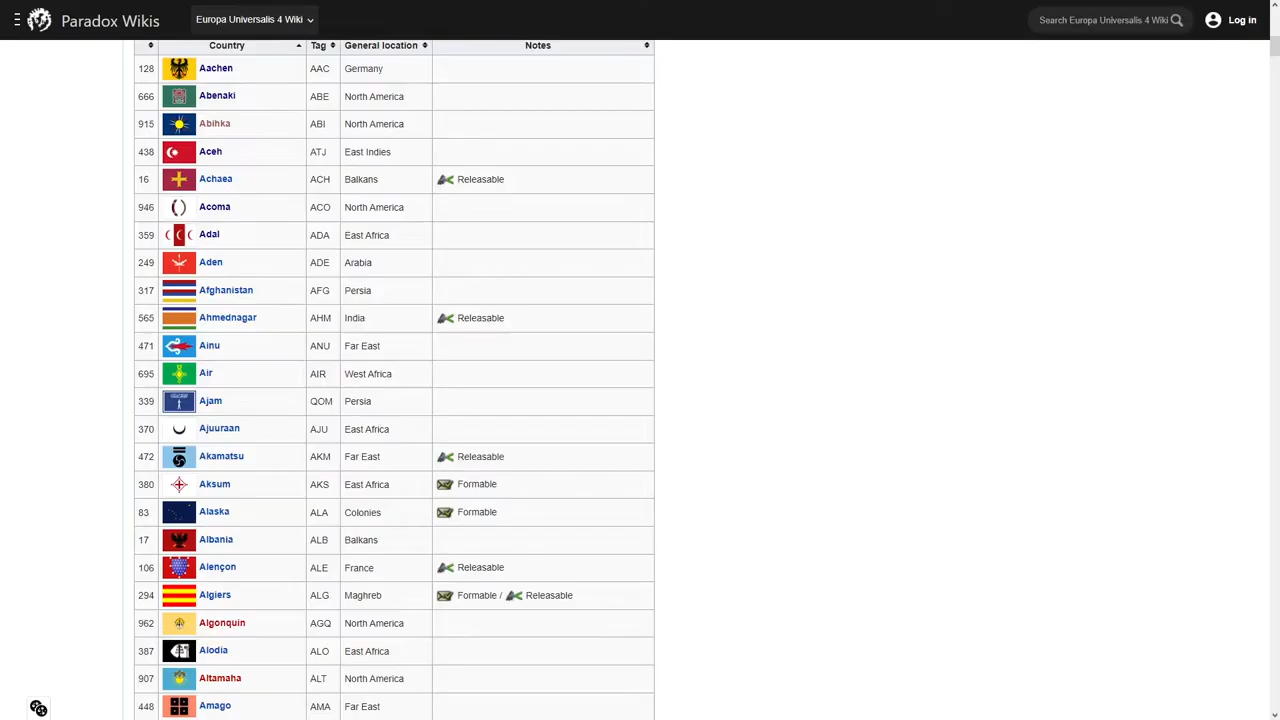 Paradox Wikis Europa Universalis 4 Wiki Search Europa Universalis 4 Wiki Log in
Country Tag General location Notes
128 Aachen AAC Germany
666 Abenaki ABE North America
915 Abihka ABI North America
438 Aceh ATJ East Indies
16 Achaea ACH Balkans Releasable
946 Acoma ACO North America
359 Adal ADA East Africa
249 Aden ADE Arabia
317 Afghanistan AFG Persia
565 Ahmednagar AHM India Releasable
471 Ainu ANU Far East
695 Air AIR West Africa
339 Ajam QOM Persia
370 Ajuuraan AJU East Africa
472 Akamatsu AKM Far East Releasable
380 Aksum AKS East Africa Formable
83 Alaska ALA Colonies Formable
17 Albania ALB Balkans
106 Alençon ALE France Releasable
294 Algiers ALG Maghreb Formable / Releasable
962 Algonquin AGQ North America
387 Alodia ALO East Africa
907 Altamaha ALT North America
448 Amago AMA Far East